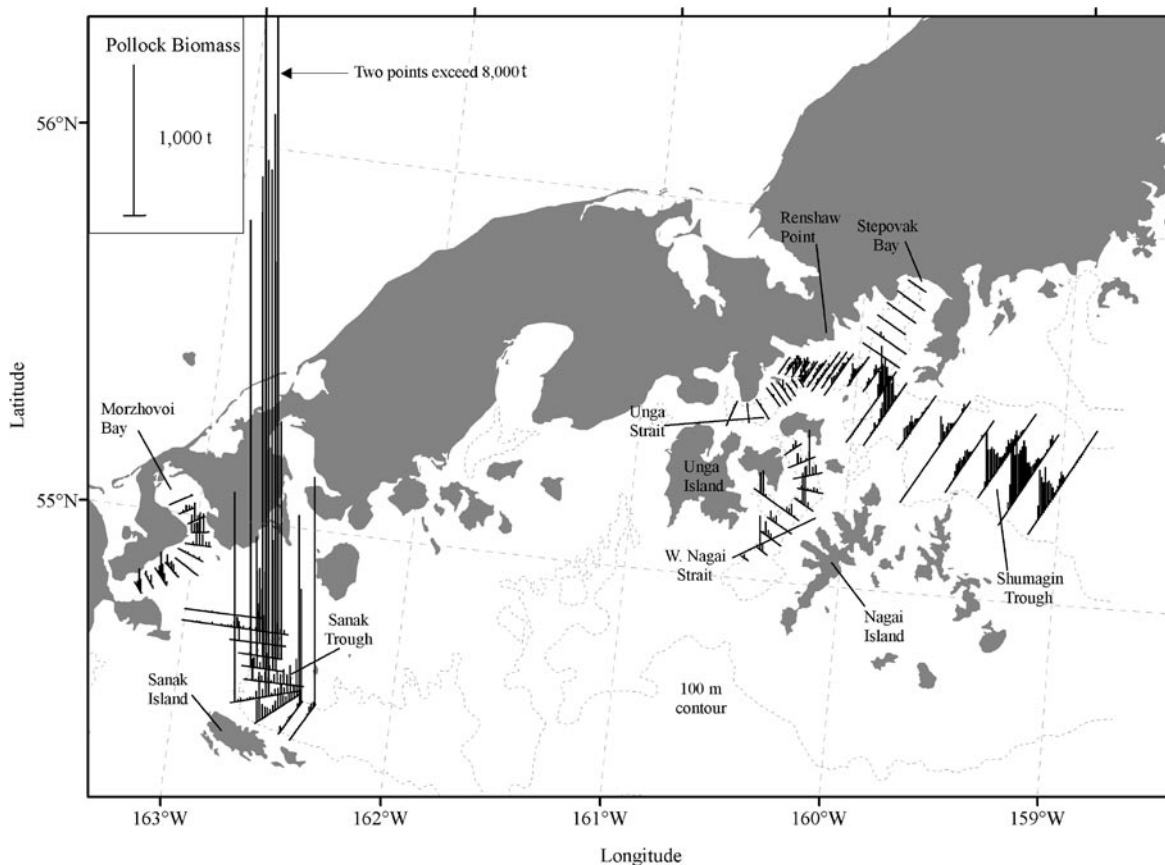 Pollock Biomass
1,000 t
Two points exceed 8,000 t
56°N
Latitude
55°N
Renshaw
Point
Stepovak
Bay
Morzhovoi
Bay
Unga
Strait
Unga
Island
W. Nagai
Strait
Nagai
Island
Shumagin
Trough
Sanak
Trough
Sanak
Island
100 m
contour
163°W
162°W
161°W
160°W
159°W
Longitude